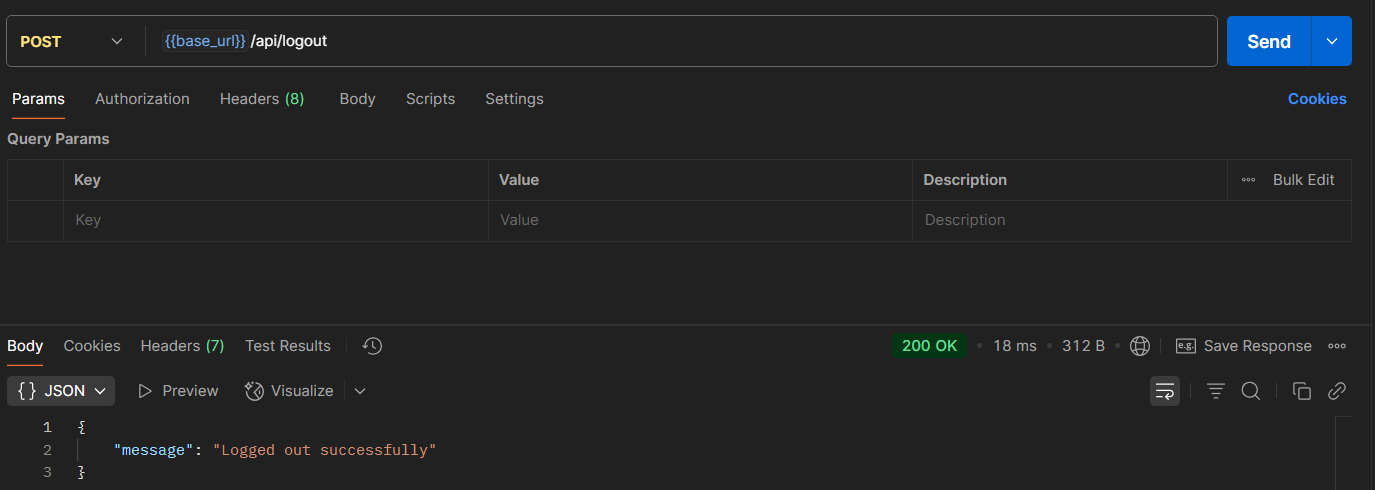 POST {{base_url}} /api/logout Send
Params Authorization Headers (8) Body Scripts Settings Cookies
Query Params
Key Value Description Bulk Edit
Key Value Description
Body Cookies Headers (7) Test Results 200 OK • 18 ms • 312 B e.g. Save Response
{} JSON Preview Visualize
1 {
2 "message": "Logged out successfully"
3 }